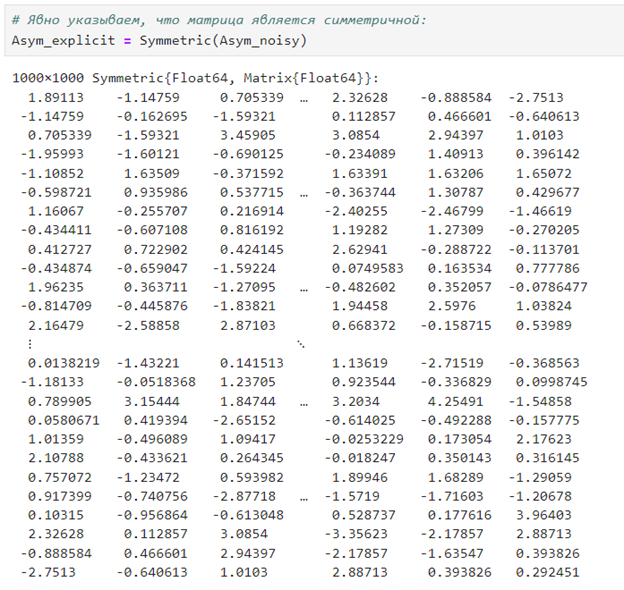 # Явно указываем, что матрица является симметричной:
Asym_explicit = Symmetric(Asym_noisy)
1000×1000 Symmetric{Float64, Matrix{Float64}}:
1.89113 -1.14759 0.705339 … 2.32628 -0.888584 -2.7513
-1.14759 -0.162695 -1.59321 0.112857 0.466601 -0.640613
0.705339 -1.59321 3.45905 3.0854 2.94397 1.0103
-1.95993 -1.60121 -0.690125 -0.234089 1.40913 0.396142
-1.10852 1.63509 -0.371592 1.63391 1.63206 1.65072
-0.598721 0.935986 0.537715 … -0.363744 1.30787 0.429677
1.16067 -0.255707 0.216914 -2.40255 -2.46799 -1.46619
-0.434411 -0.607108 0.816192 1.19282 1.27309 -0.270205
0.412727 0.722902 0.424145 2.62941 -0.288722 -0.113701
-0.434874 -0.659047 -1.59224 0.0749583 0.163534 0.777786
1.96235 0.363711 -1.27095 … -0.482602 0.352057 -0.0786477
-0.814709 -0.445876 -1.83821 1.94458 2.5976 1.03824
2.16479 -2.58858 2.87103 0.668372 -0.158715 0.53989
⋮ ⋱
0.0138219 -1.43221 0.141513 1.13619 -2.71519 -0.368563
-1.18133 -0.0518368 1.23705 0.923544 -0.336829 0.0998745
0.789905 3.15444 1.84744 … 3.2034 4.25491 -1.54858
0.0580671 0.419394 -2.65152 -0.614025 -0.492288 -0.157775
1.01359 -0.496089 1.09417 -0.0253229 0.173054 2.17623
2.10788 -0.433621 0.264345 -0.018247 0.350143 0.316145
0.757072 -1.23472 0.593982 1.89946 1.68289 -1.29059
0.917399 -0.740756 -2.87718 … -1.5719 -1.71603 -1.20678
0.10315 -0.956864 -0.613048 0.528737 0.177616 3.96403
2.32628 0.112857 3.0854 -3.35623 -2.17857 2.88713
-0.888584 0.466601 2.94397 -2.17857 -1.63547 0.393826
-2.7513 -0.640613 1.0103 2.88713 0.393826 0.292451